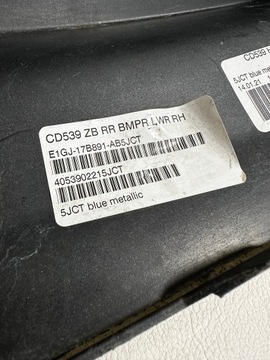 CD539 ZB RR BMPR LWR RH
E1GJ-17B891-AB5JCT
4053902215JCT
5JCT blue metallic
CD539
5JCT blue metal
14.01.21